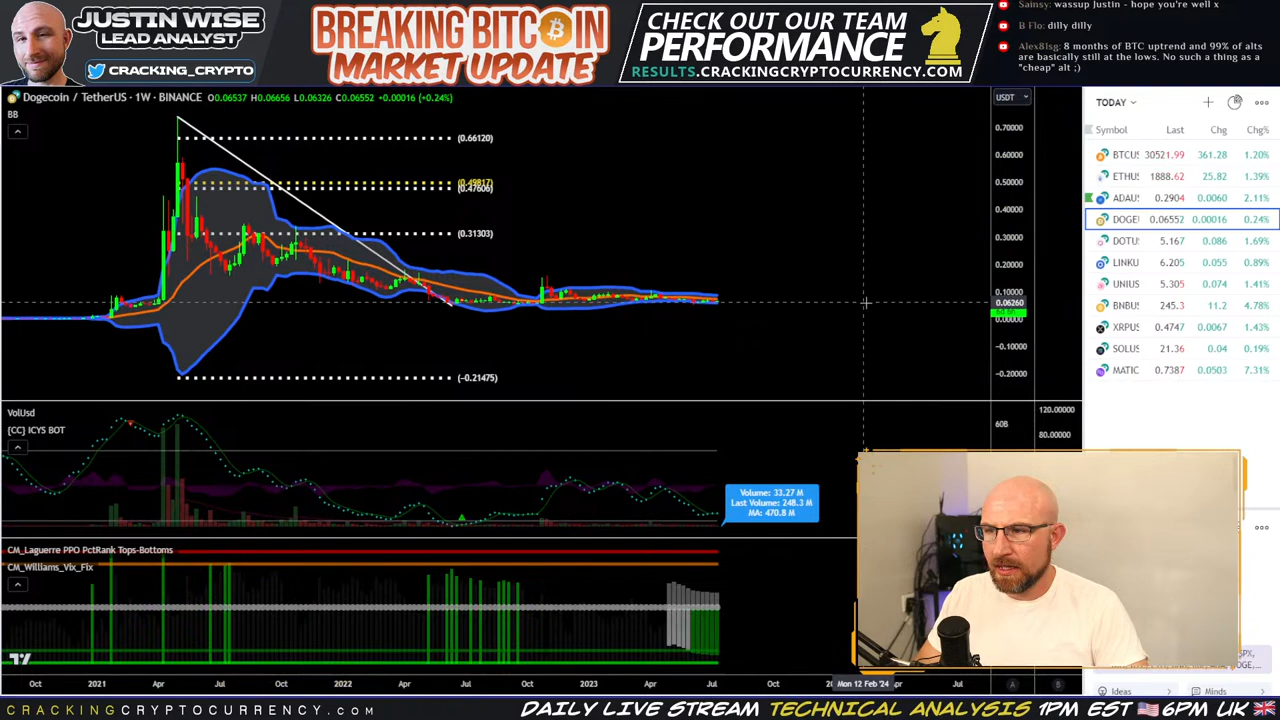 JUSTIN WISE
LEAD ANALYST
CRACKING_CRYPTO
BREAKING BITCOIN
MARKET UPDATE
CHECK OUT OUR TEAM
PERFORMANCE
RESULTS.CRACKINGCRYPTOCURRENCY.COM
Sainsy: wassup Justin - hope you're well x
B Flo: dilly dilly
Alex8lsg: 8 months of BTC uptrend and 99% of alts
are basically still at the lows. No such a thing as a
"cheap" alt ;)
Dogecoin / TetherUS · 1W · BINANCE O0.06537 H0.06656 L0.06326 C0.06552 +0.00016 (+0.24%)
BB
USDT
(0.66120)
(0.49817)
(0.47606)
(0.31303)
(-0.21475)
0.70000
0.60000
0.50000
0.40000
0.30000
0.20000
0.10000
0.06260
0.00000
-0.10000
-0.20000
TODAY
Symbol Last Chg Chg%
BTCUS 30521.99 361.28 1.20%
ETHUS 1888.62 25.82 1.39%
ADAUS 0.2904 0.0060 2.11%
DOGEU 0.06552 0.00016 0.24%
DOTUS 5.167 0.086 1.69%
LINKU 6.205 0.055 0.89%
UNIUS 5.305 0.074 1.41%
BNBUS 245.3 11.2 4.78%
XRPUS 0.4747 0.0067 1.43%
SOLUS 21.36 0.04 0.19%
MATIC 0.7387 0.0503 7.31%
VolUsd
[CC] ICYS BOT
120.00000
60B
80.00000
Volume: 33.27 M
Last Volume: 248.3 M
MA: 470.8 M
CM_Laguerre PPO PctRank Tops-Bottoms
CM_Williams_Vix_Fix
Oct 2021 Apr Jul Oct 2022 Apr Jul Oct 2023 Apr Jul Oct Mon 12 Feb '24 Jul
Ideas
Minds
CRACKINGCRYPTOCURRENCY.COM
DAILY LIVE STREAM TECHNICAL ANALYSIS 1PM EST 6PM UK